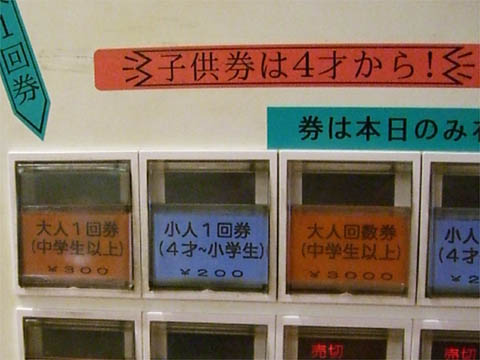 1回券
子供券は4才から!
券は本日のみ
大人1回券
(中学生以上)
¥300
小人1回券
(4才~小学生)
¥200
大人回数券
(中学生以上)
¥3000
小人
(4才
¥2
売切
売切